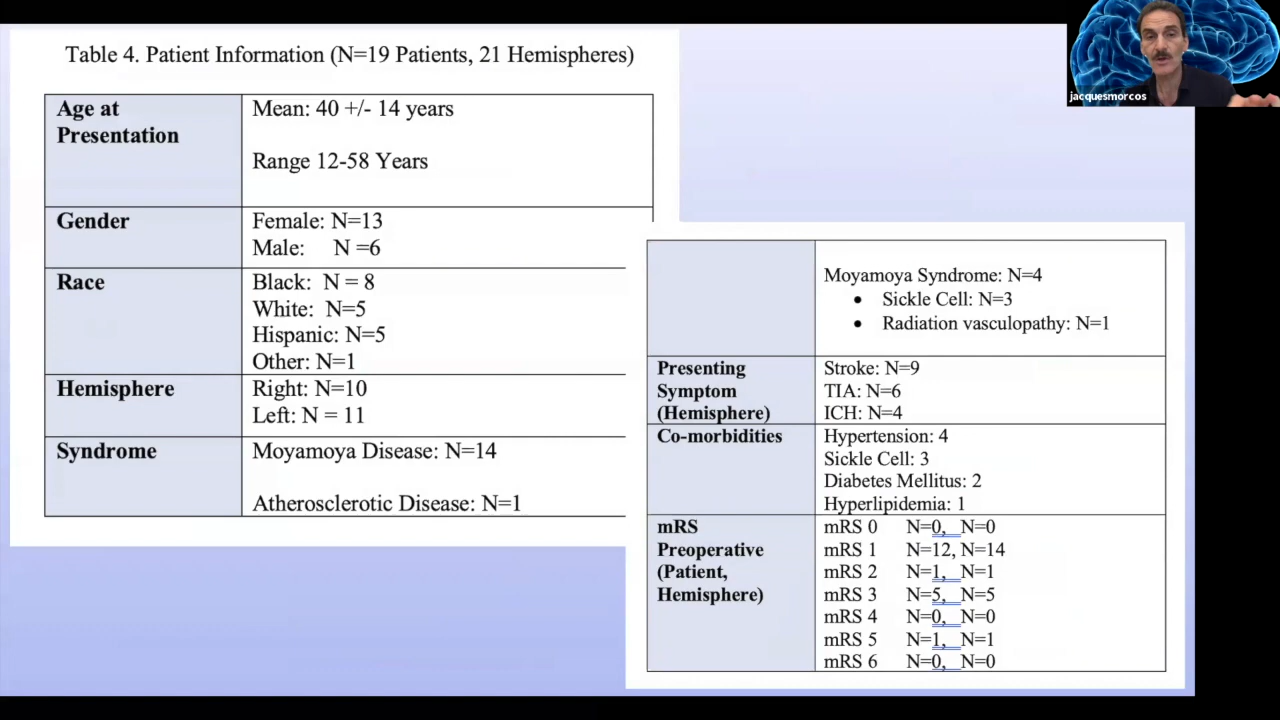 Table 4. Patient Information (N=19 Patients, 21 Hemispheres)
Age at
Presentation
Mean: 40 +/- 14 years
Range 12-58 Years
Gender
Female: N=13
Male: N =6
Race
Black: N = 8
White: N=5
Hispanic: N=5
Other: N=1
Hemisphere
Right: N=10
Left: N = 11
Syndrome
Moyamoya Disease: N=14
Atherosclerotic Disease: N=1
Moyamoya Syndrome: N=4
• Sickle Cell: N=3
• Radiation vasculopathy: N=1
Presenting
Symptom
(Hemisphere)
Stroke: N=9
TIA: N=6
ICH: N=4
Co-morbidities
Hypertension: 4
Sickle Cell: 3
Diabetes Mellitus: 2
Hyperlipidemia: 1
mRS
Preoperative
(Patient,
Hemisphere)
mRS 0 N=0, N=0
mRS 1 N=12, N=14
mRS 2 N=1, N=1
mRS 3 N=5, N=5
mRS 4 N=0, N=0
mRS 5 N=1, N=1
mRS 6 N=0, N=0
jacquesmorcos